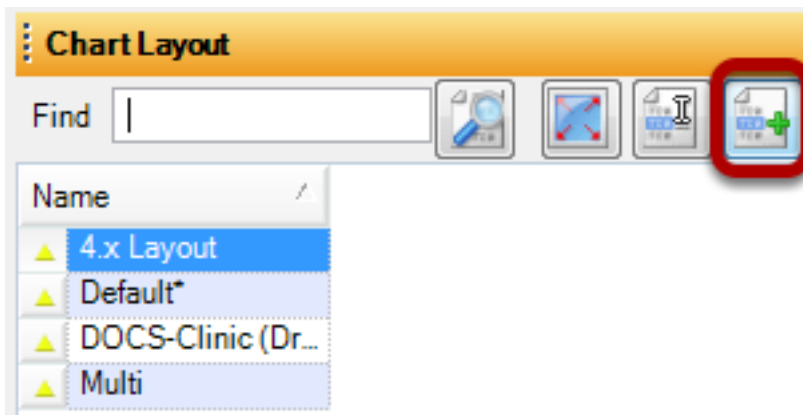 Chart Layout
Find
Name
4.x Layout
Default*
DOCS-Clinic (Dr...
Multi